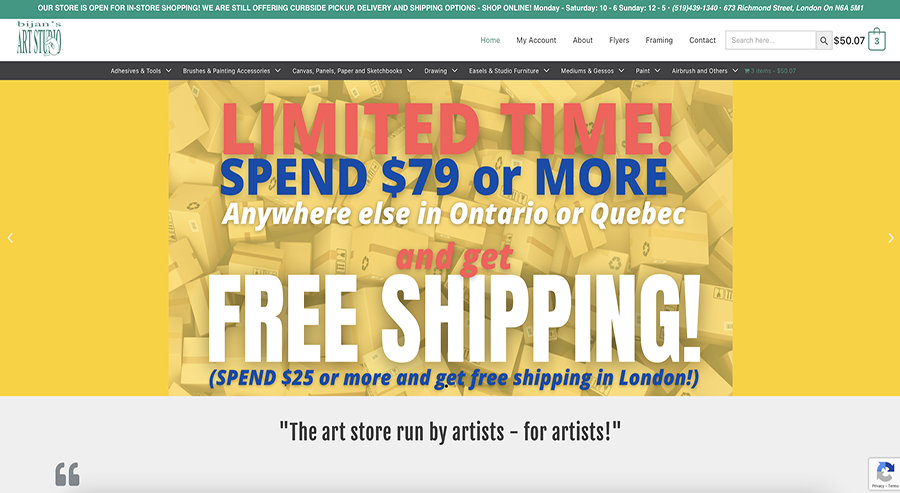 OUR STORE IS OPEN FOR IN-STORE SHOPPING! WE ARE STILL OFFERING CURBSIDE PICKUP, DELIVERY AND SHIPPING OPTIONS - SHOP ONLINE! Monday - Saturday: 10 - 6 Sunday: 12 - 5 • (519)439-1340 • 673 Richmond Street, London On N6A 5M1
bijan's
ART STUDIO
Home My Account About Flyers Framing Contact Search here... $50.07 3
Adhesives & Tools Brushes & Painting Accessories Canvas, Panels, Paper and Sketchbooks Drawing Easels & Studio Furniture Mediums & Gessos Paint Airbrush and Others 3 items - $50.07
LIMITED TIME!
SPEND $79 or MORE
Anywhere else in Ontario or Quebec
and get
FREE SHIPPING!
(SPEND $25 or more and get free shipping in London!)
"The art store run by artists - for artists!"
Privacy - Terms